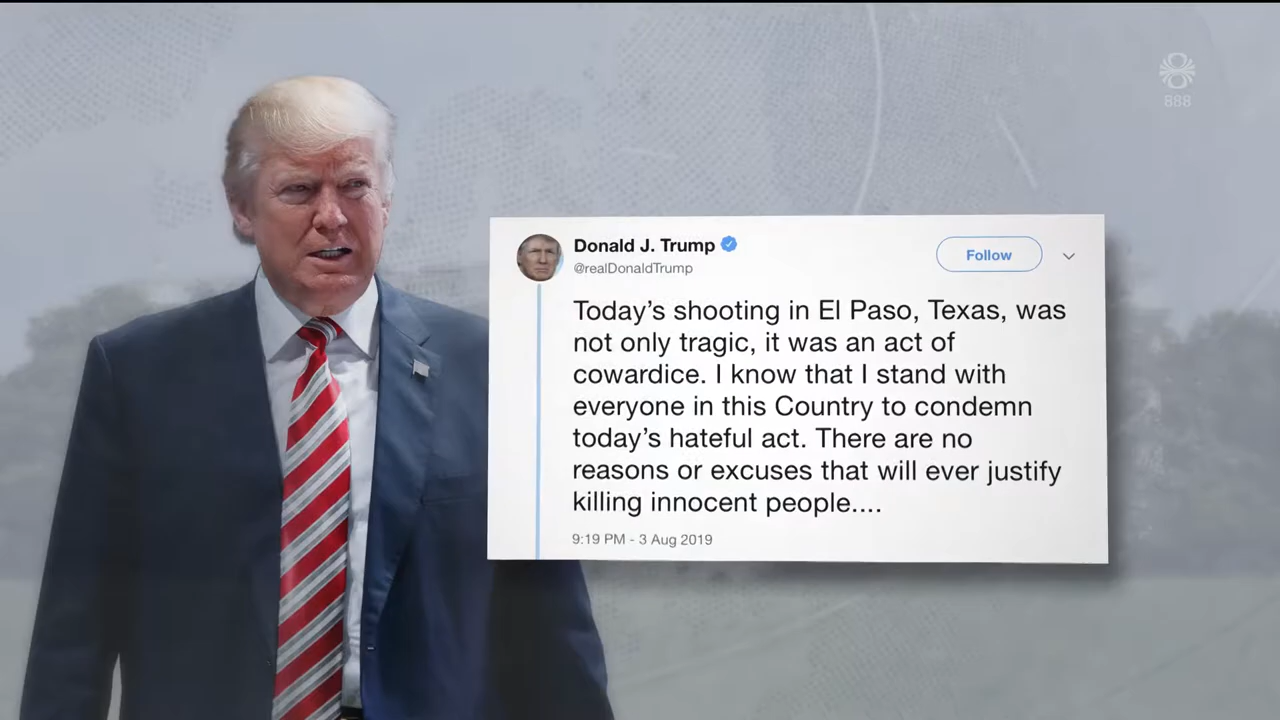 888
Donald J. Trump
@realDonaldTrump
Follow
Today’s shooting in El Paso, Texas, was
not only tragic, it was an act of
cowardice. I know that I stand with
everyone in this Country to condemn
today’s hateful act. There are no
reasons or excuses that will ever justify
killing innocent people....
9:19 PM - 3 Aug 2019